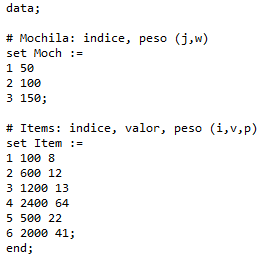 data;
# Mochila: indice, peso (j,w)
set Moch :=
1 50
2 100
3 150;
# Items: indice, valor, peso (i,v,p)
set Item :=
1 100 8
2 600 12
3 1200 13
4 2400 64
5 500 22
6 2000 41;
end;